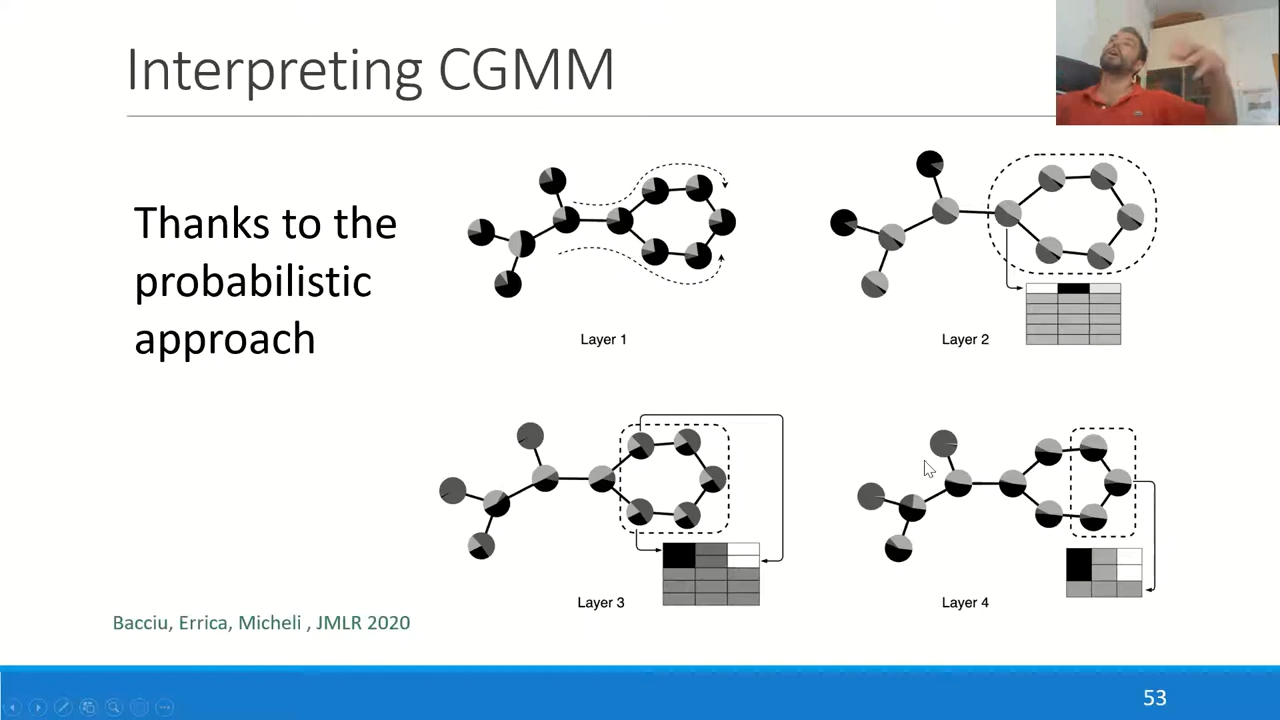 Interpreting CGMM
Thanks to the
probabilistic
approach
Layer 1
Layer 2
Layer 3
Layer 4
Bacciu, Errica, Micheli , JMLR 2020
53